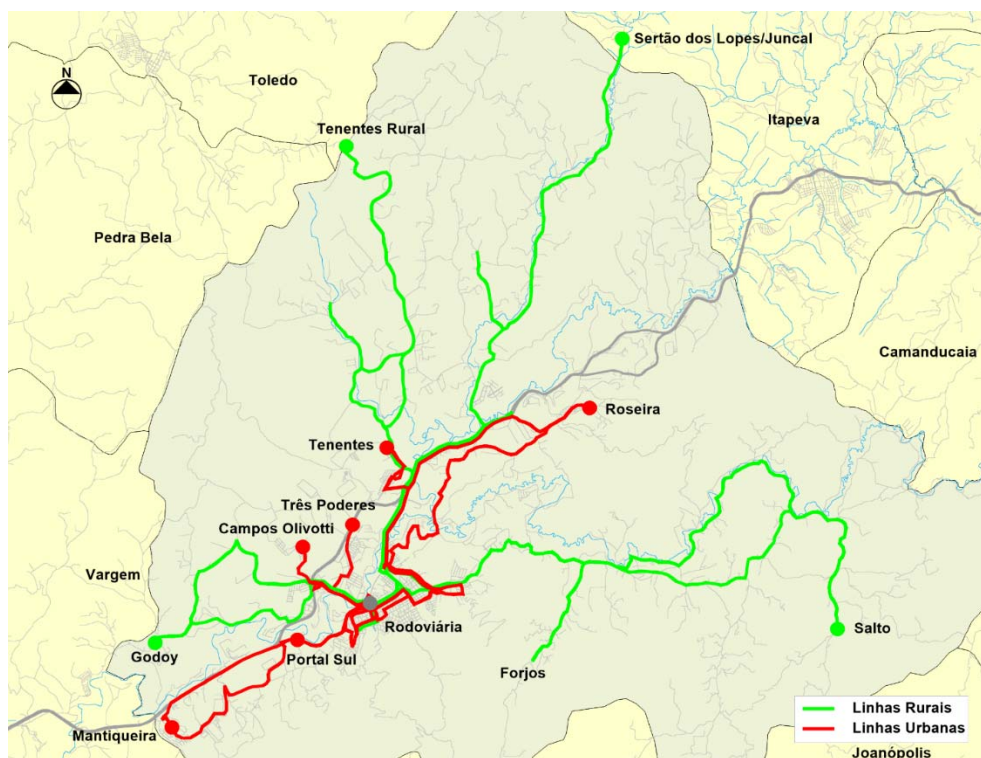 Sertão dos Lopes/Juncal
Toledo
N
Itapeva
Tenentes Rural
Pedra Bela
Camanducaia
Roseira
Tenentes
Três Poderes
Campos Olivotti
Vargem
Rodoviária
Salto
Godoy
Portal Sul
Forjos
Mantiqueira
Linhas Rurais
Linhas Urbanas
Joanópolis